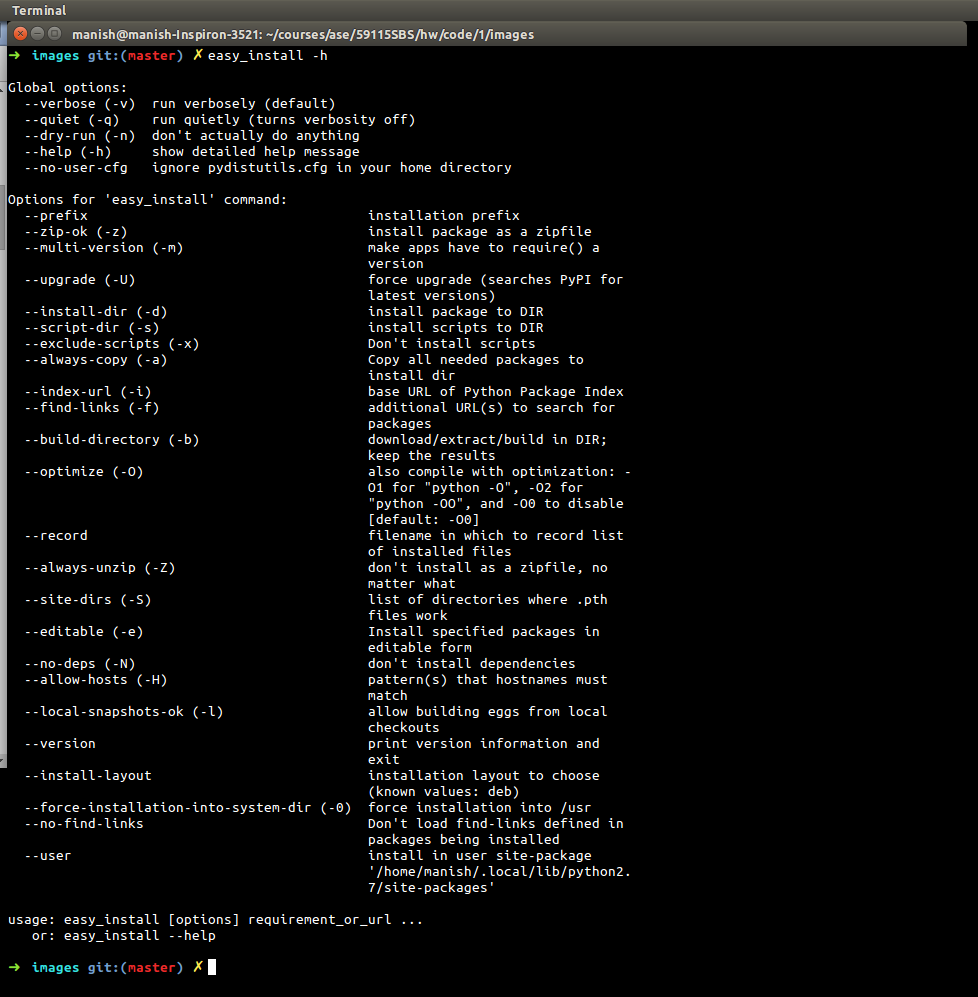 Terminal
manish@manish-Inspiron-3521: ~/courses/ase/59115SBS/hw/code/1/images
➜  images git:(master) ✗ easy_install -h

Global options:
  --verbose (-v)  run verbosely (default)
  --quiet (-q)    run quietly (turns verbosity off)
  --dry-run (-n)  don't actually do anything
  --help (-h)     show detailed help message
  --no-user-cfg   ignore pydistutils.cfg in your home directory

Options for 'easy_install' command:
  --prefix                                   installation prefix
  --zip-ok (-z)                              install package as a zipfile
  --multi-version (-m)                       make apps have to require() a
                                             version
  --upgrade (-U)                             force upgrade (searches PyPI for
                                             latest versions)
  --install-dir (-d)                         install package to DIR
  --script-dir (-s)                          install scripts to DIR
  --exclude-scripts (-x)                     Don't install scripts
  --always-copy (-a)                         Copy all needed packages to
                                             install dir
  --index-url (-i)                           base URL of Python Package Index
  --find-links (-f)                          additional URL(s) to search for
                                             packages
  --build-directory (-b)                     download/extract/build in DIR;
                                             keep the results
  --optimize (-O)                            also compile with optimization: -
                                             O1 for "python -O", -O2 for
                                             "python -OO", and -O0 to disable
                                             [default: -O0]
  --record                                   filename in which to record list
                                             of installed files
  --always-unzip (-Z)                        don't install as a zipfile, no
                                             matter what
  --site-dirs (-S)                           list of directories where .pth
                                             files work
  --editable (-e)                            Install specified packages in
                                             editable form
  --no-deps (-N)                             don't install dependencies
  --allow-hosts (-H)                         pattern(s) that hostnames must
                                             match
  --local-snapshots-ok (-l)                  allow building eggs from local
                                             checkouts
  --version                                  print version information and
                                             exit
  --install-layout                           installation layout to choose
                                             (known values: deb)
  --force-installation-into-system-dir (-0)  force installation into /usr
  --no-find-links                            Don't load find-links defined in
                                             packages being installed
  --user                                     install in user site-package
                                             '/home/manish/.local/lib/python2.
                                             7/site-packages'

usage: easy_install [options] requirement_or_url ...
   or: easy_install --help

➜  images git:(master) ✗